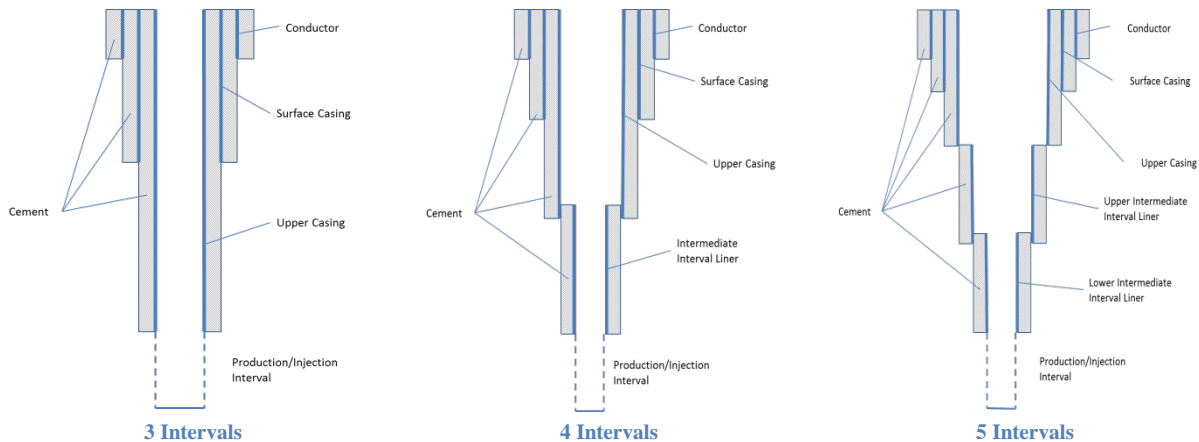 Conductor
Surface Casing
Cement
Upper Casing
Production/Injection
Interval
3 Intervals
Conductor
Surface Casing
Upper Casing
Cement
Intermediate
Interval Liner
Production/Injection
Interval
4 Intervals
Conductor
Surface Casing
Upper Casing
Cement
Upper Intermediate
Interval Liner
Lower Intermediate
Interval Liner
Production/Injection
Interval
5 Intervals